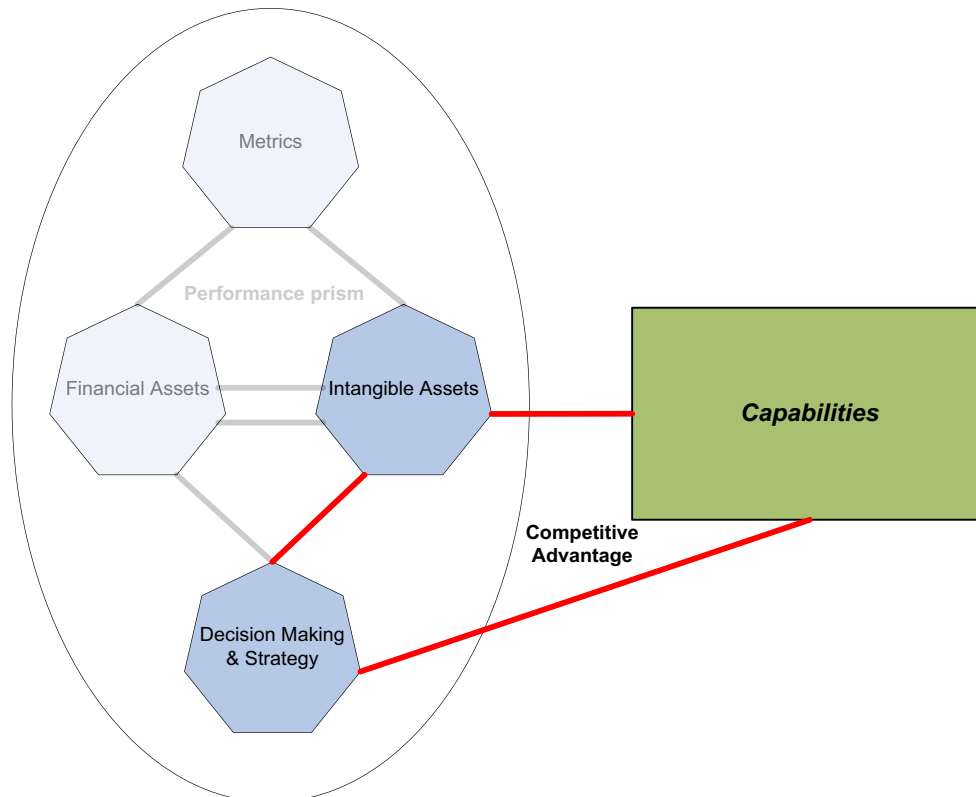 Metrics
Performance prism
Financial Assets
Intangible Assets
Capabilities
Competitive
Advantage
Decision Making
& Strategy